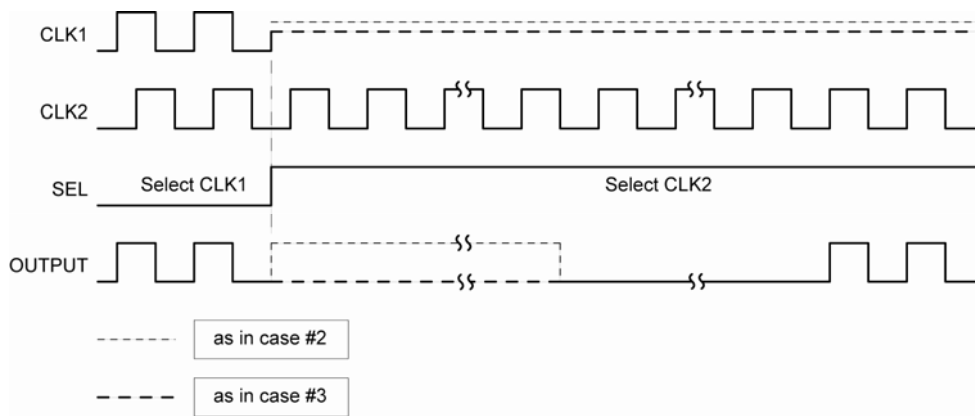 CLK1
CLK2
SEL
Select CLK1
Select CLK2
OUTPUT
as in case #2
as in case #3